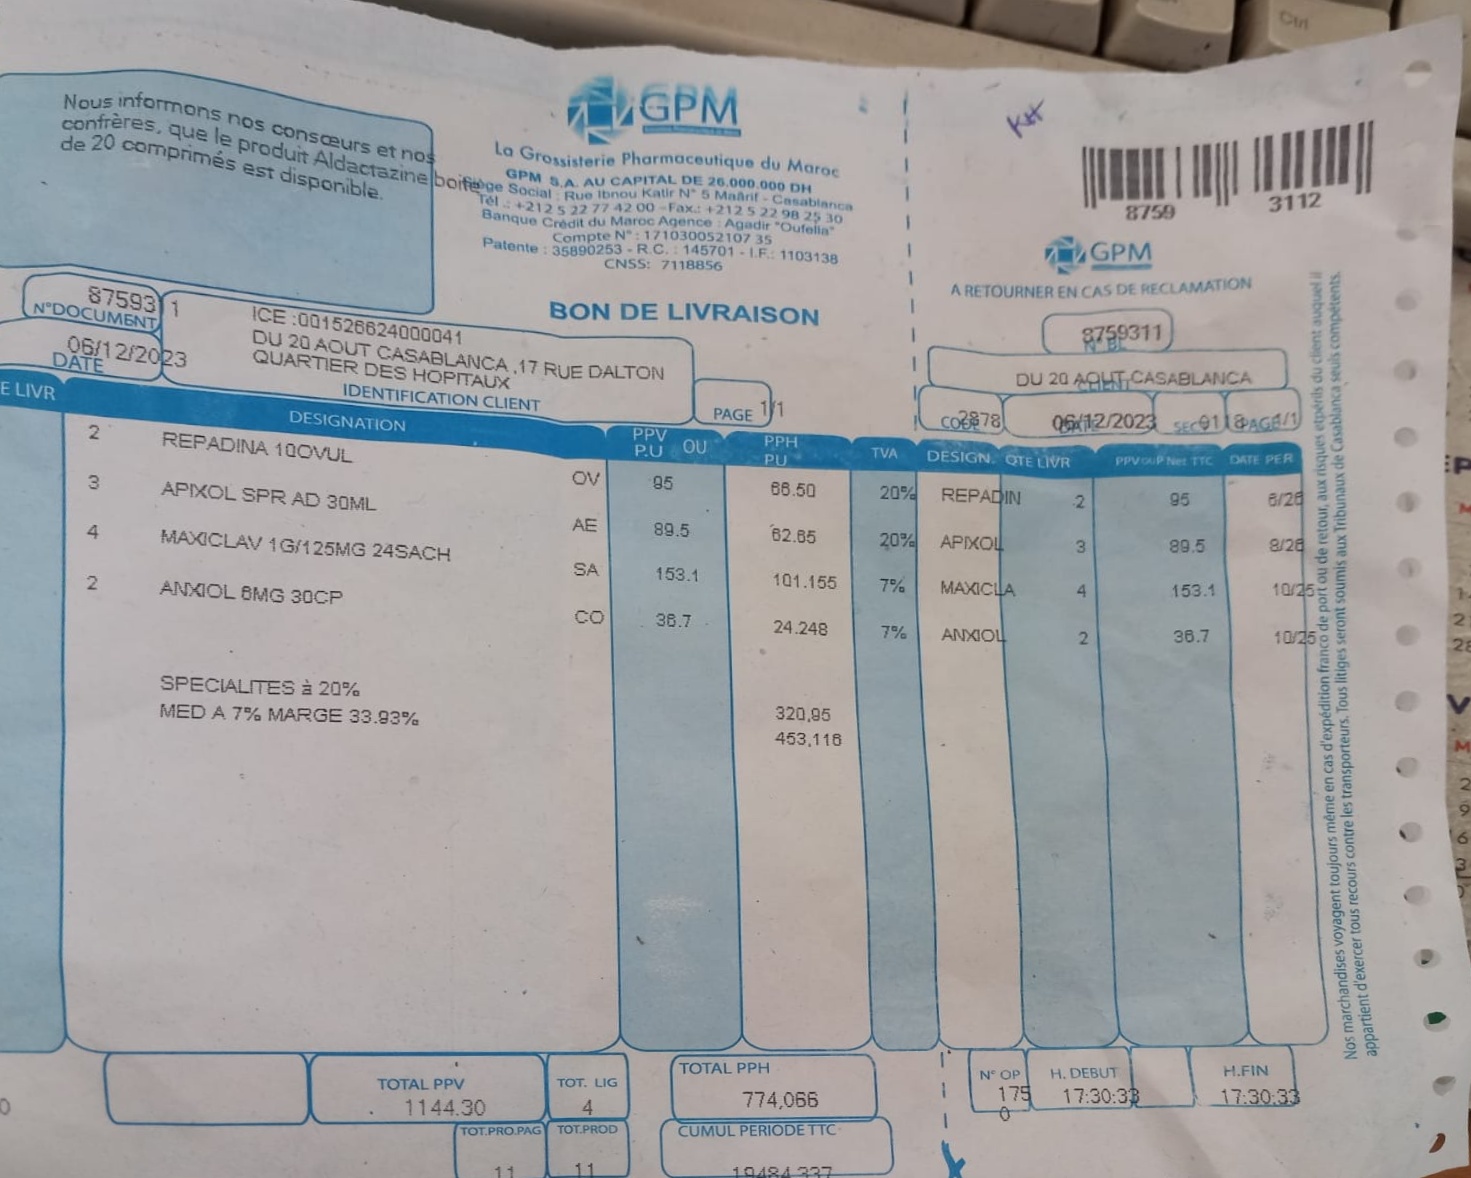 Nous informons nos consœurs et nos
confrères, que le produit Aldactazine boite
de 20 comprimés est disponible.
GPM
La Grossisterie Pharmaceutique du Maroc
GPM S.A. AU CAPITAL DE 26.000.000 DH
Siège Social : Rue Ibnou Katir N° 5 Maârif - Casablanca
Tél .: +212 5 22 77 42 00 - Fax.: +212 5 22 98 25 30
Banque Crédit du Maroc Agence : Agadir "Oufella"
Compte N° : 171030052107 35
Patente : 35890253 - R.C. : 145701 - I.F.: 1103138
CNSS: 7118856
BON DE LIVRAISON
87593 1
N°DOCUMENT
06/12/2023
DATE
ICE :001526624000041
DU 20 AOUT CASABLANCA ,17 RUE DALTON
QUARTIER DES HOPITAUX
IDENTIFICATION CLIENT
PAGE 1/1
E LIVR DESIGNATION PPV P.U OU PPH PU TVA
2 REPADINA 10OVUL OV 95 66.50 20%
3 APIXOL SPR AD 30ML AE 89.5 62.65 20%
4 MAXICLAV 1G/125MG 24SACH SA 153.1 101.155 7%
2 ANXIOL 6MG 30CP CO 36.7 24.248 7%
SPECIALITES à 20% 320,95
MED A 7% MARGE 33.93% 453,116
TOTAL PPV
1144.30
TOT. LIG
4
TOTAL PPH
774,066
TOT.PRO.PAG
11
TOT.PROD
11
CUMUL PERIODE TTC
19484.337
8759 3112
GPM
A RETOURNER EN CAS DE RECLAMATION
8759311
N° BL
DU 20 AOUT CASABLANCA
CLIENT
CODE 2878 06/12/2023 SEC 9118 PAGE 1/1
DESIGN. QTE LIVR PPV ou P Net TTC DATE PER
REPADIN 2 95 6/26
APIXOL 3 89.5 8/26
MAXICLA 4 153.1 10/25
ANXIOL 2 36.7 10/25
N° OP
1750
H. DEBUT
17:30:33
H.FIN
17:30:33
Nos marchandises voyagent toujours même en cas d'expédition franco de port ou de retour, aux risques et périls du client auquel il
appartient d'exercer tous recours contre les transporteurs. Tous litiges seront soumis aux Tribunaux de Casablanca seuls compétents.
Ctrl